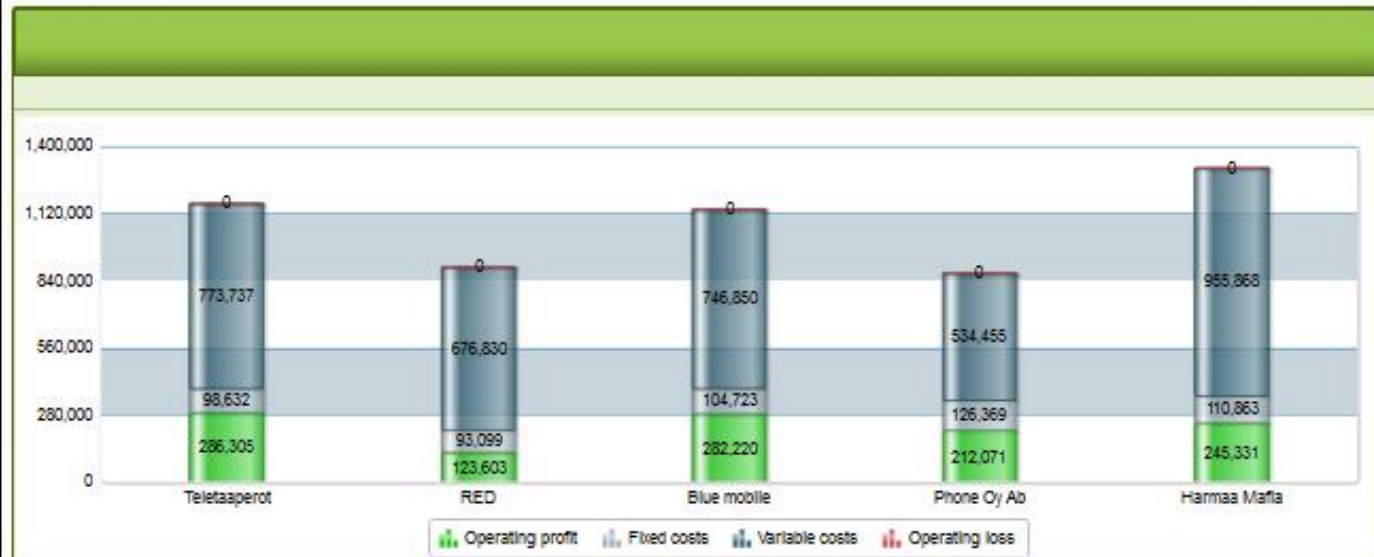 1,400,000
1,120,000
840,000
560,000
280,000
0
0 0 0 0 0
773,737 676,830 746,850 534,455 955,868
98,632 93,099 104,723 126,369 110,863
286,305 123,603 282,220 212,071 245,331
Teletaaperot RED Blue mobile Phone Oy Ab Harmaa Mafia
Operating profit Fixed costs Variable costs Operating loss